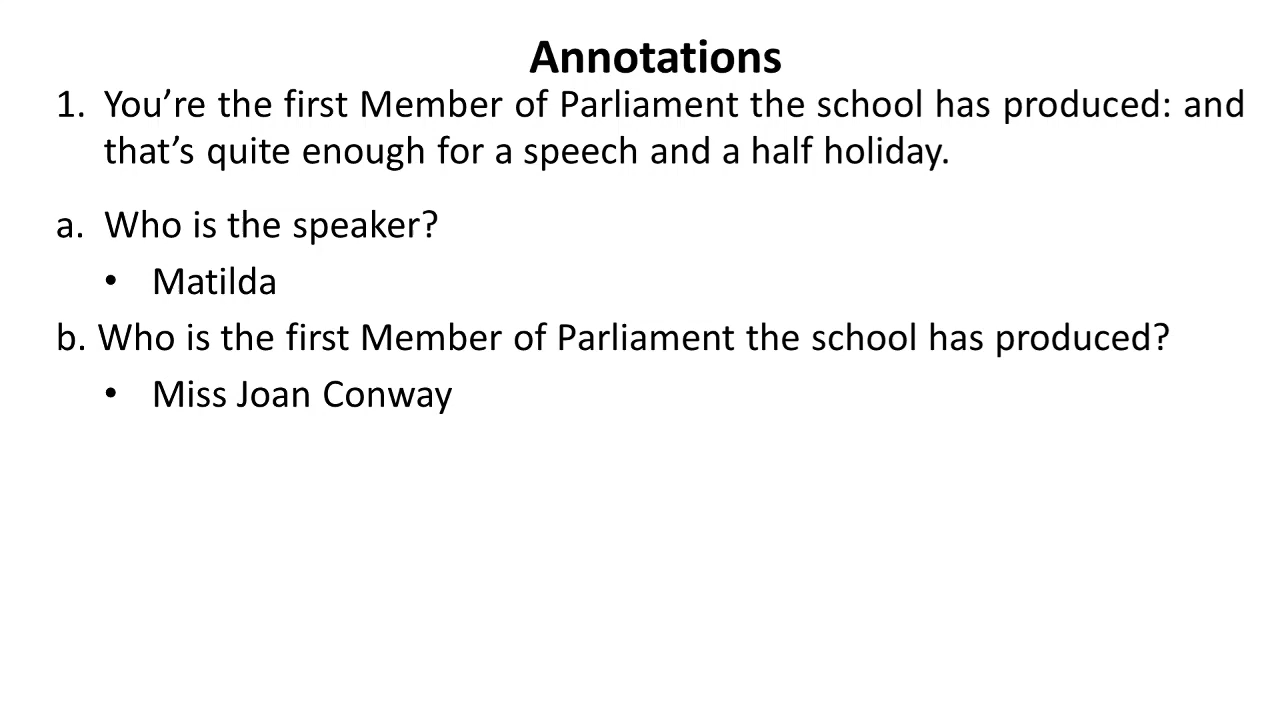 Annotations
1. You’re the first Member of Parliament the school has produced: and
that’s quite enough for a speech and a half holiday.
a. Who is the speaker?
• Matilda
b. Who is the first Member of Parliament the school has produced?
• Miss Joan Conway